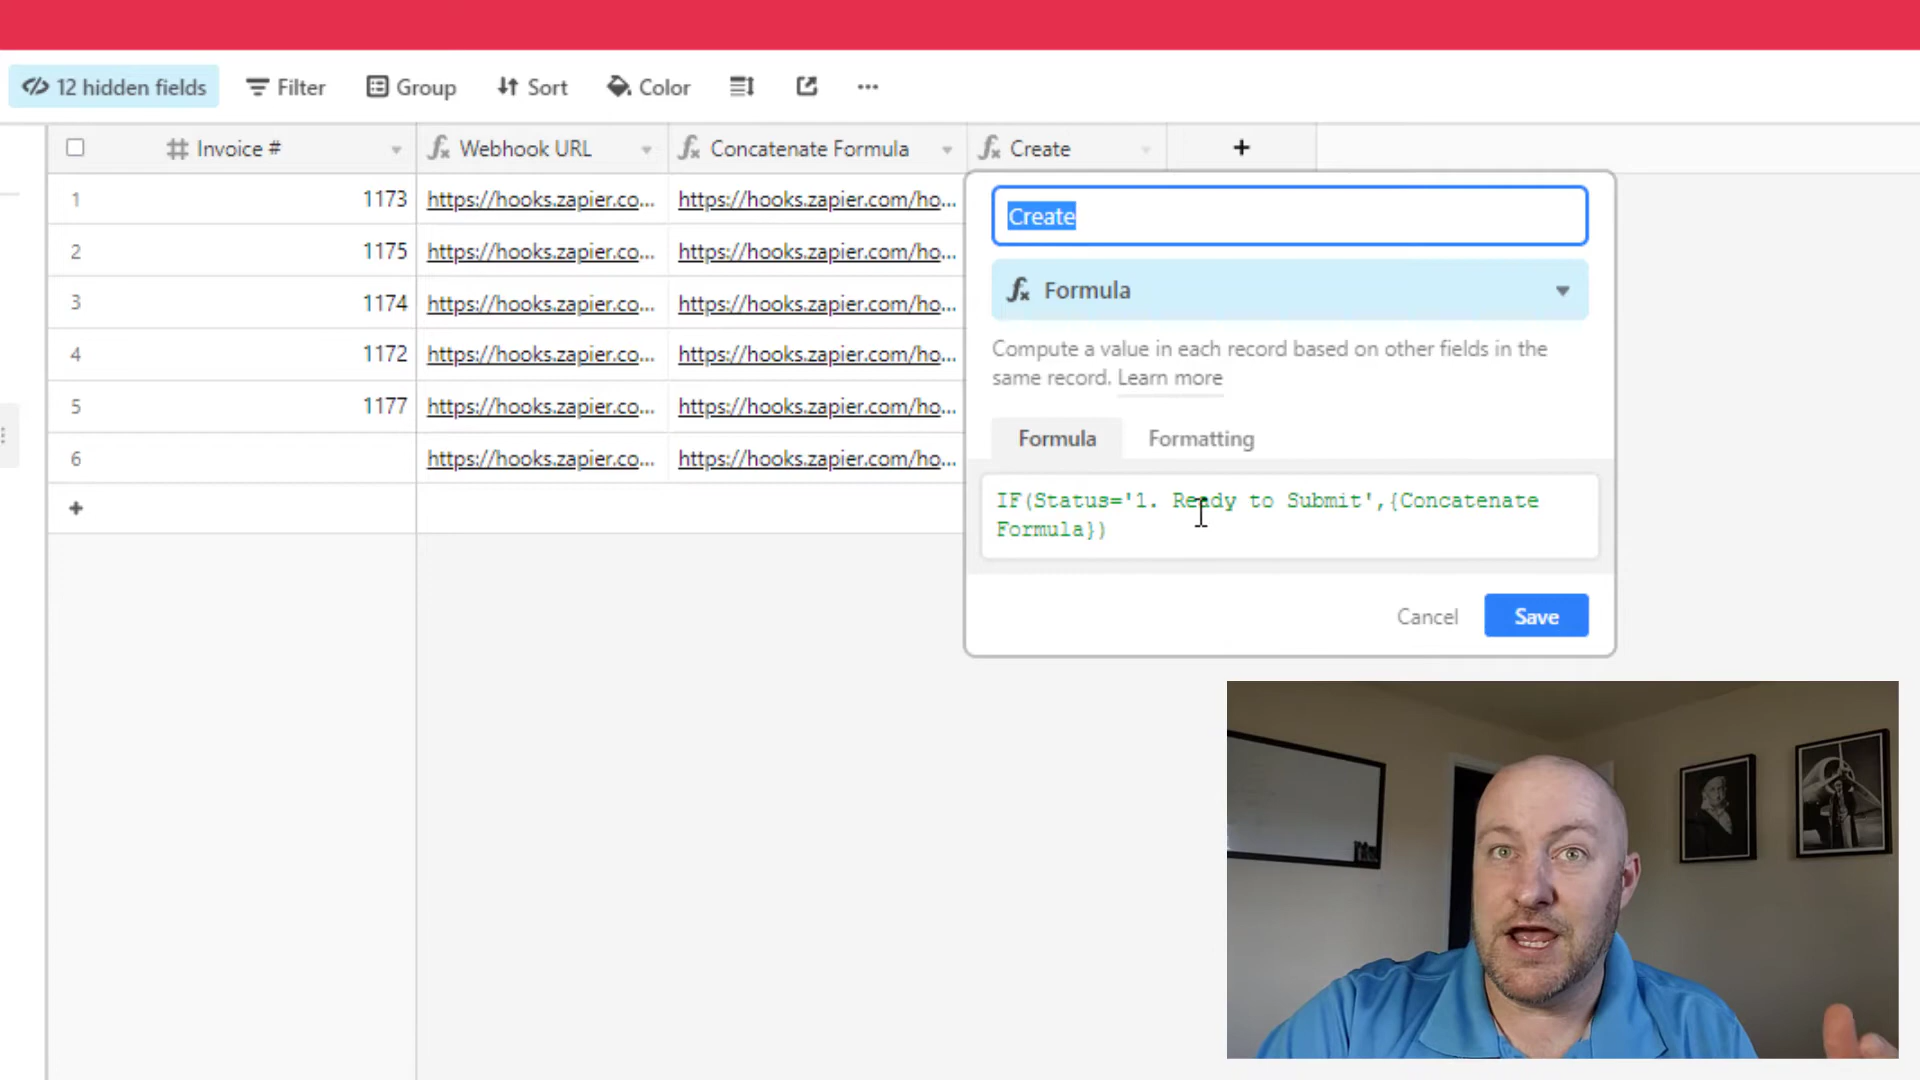 12 hidden fields Filter Group Sort Color ...
Invoice # Webhook URL Concatenate Formula Create +
1 1173 https://hooks.zapier.co... https://hooks.zapier.com/ho...
2 1175 https://hooks.zapier.co... https://hooks.zapier.com/ho...
3 1174 https://hooks.zapier.co... https://hooks.zapier.com/ho...
4 1172 https://hooks.zapier.co... https://hooks.zapier.com/ho...
5 1177 https://hooks.zapier.co... https://hooks.zapier.com/ho...
6 https://hooks.zapier.co... https://hooks.zapier.com/ho...
+
Create
Formula
Compute a value in each record based on other fields in the
same record. Learn more
Formula Formatting
IF(Status='1. Ready to Submit',{Concatenate
Formula})
Cancel Save